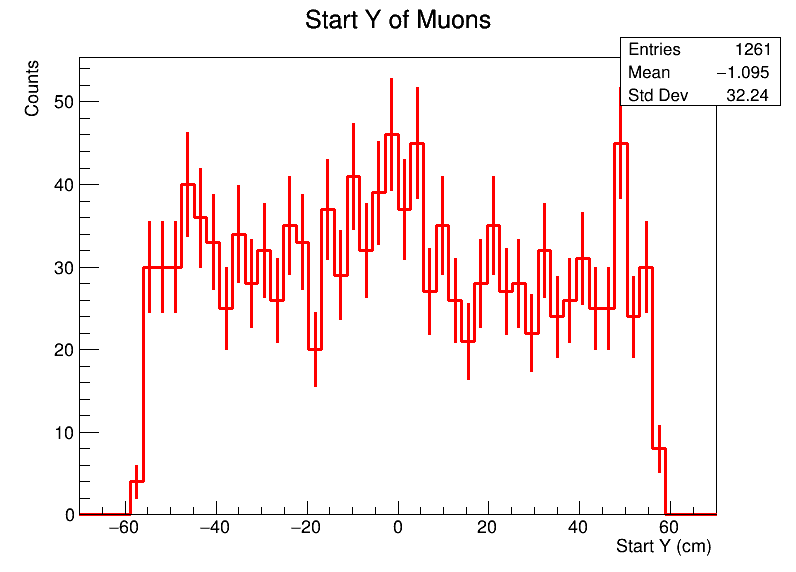 Start Y of Muons
Entries 1261
Mean −1.095
Std Dev 32.24
Counts
50
40
30
20
10
0
−60 −40 −20 0 20 40 60
Start Y (cm)